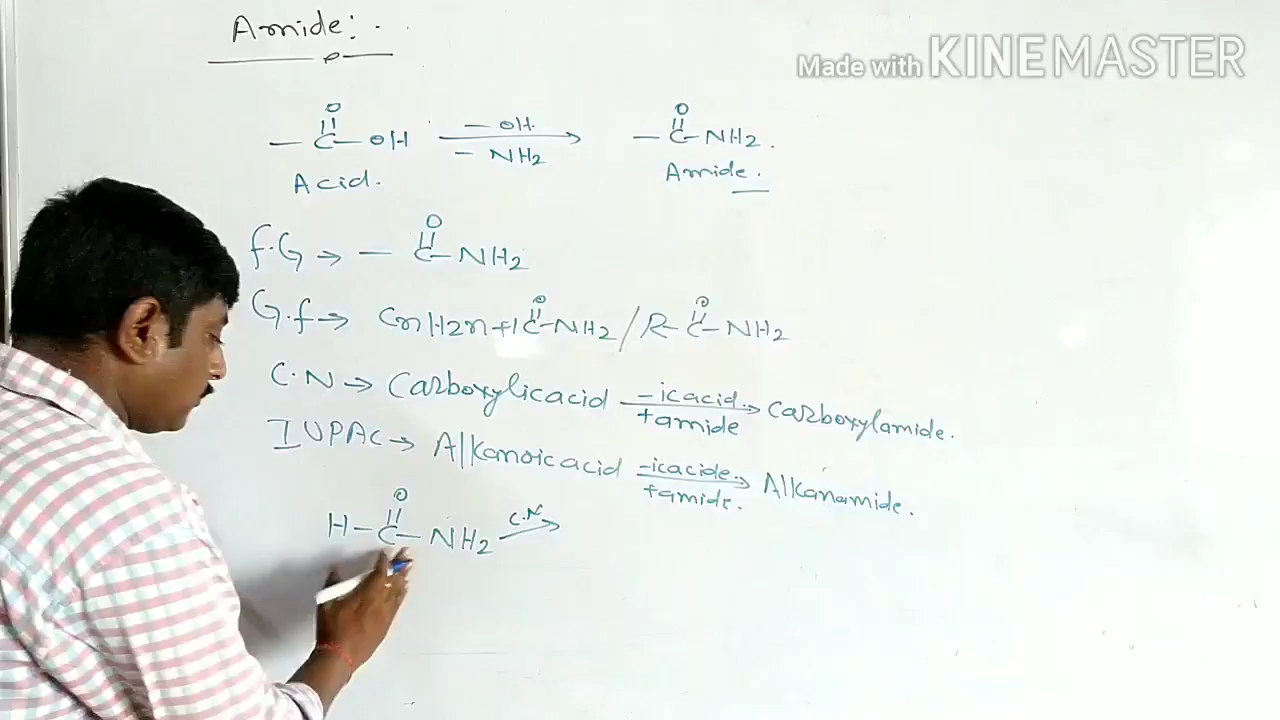 Amide:
Made with KINEMASTER
O O
— C — OH — OH — C — NH2.
— NH2
Acid. Amide.
O
F.G → — C — NH2
O O
G.f → CnH2n+1 C — NH2 / R — C — NH2
C.N → Carboxylicacid —icacid → carboxylamide.
+amide
IUPAC → Alkanoicacid —icacide → Alkanamide.
+amide.
O
H — C — NH2 C.N →